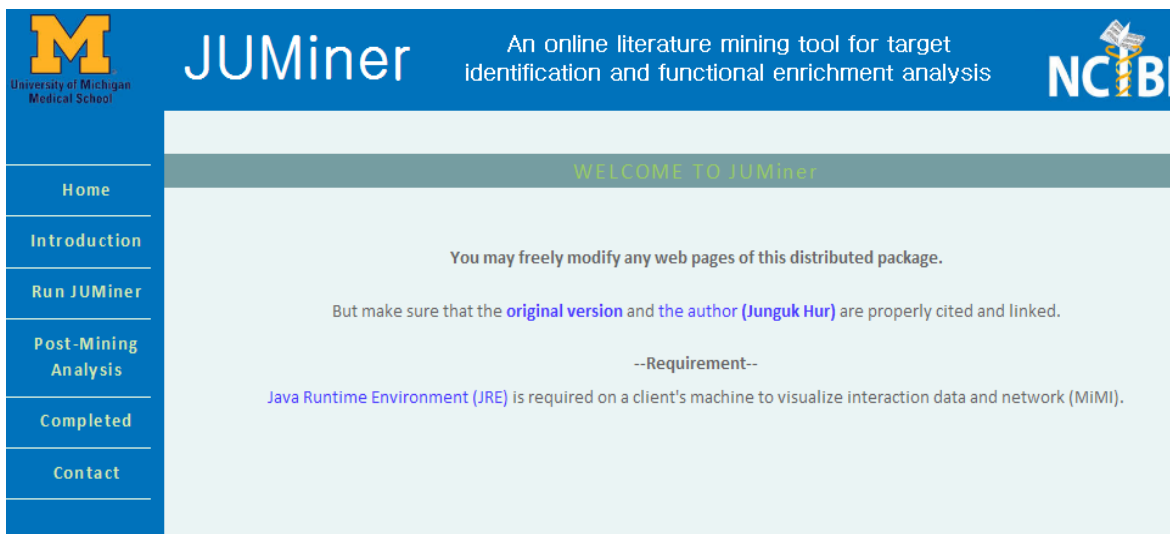 M
University of Michigan
Medical School
JUMiner
An online literature mining tool for target
identification and functional enrichment analysis
NCIBI
WELCOME TO JUMiner
Home
Introduction
Run JUMiner
Post-Mining
Analysis
Completed
Contact
You may freely modify any web pages of this distributed package.
But make sure that the original version and the author (Junguk Hur) are properly cited and linked.
--Requirement--
Java Runtime Environment (JRE) is required on a client's machine to visualize interaction data and network (MiMI).